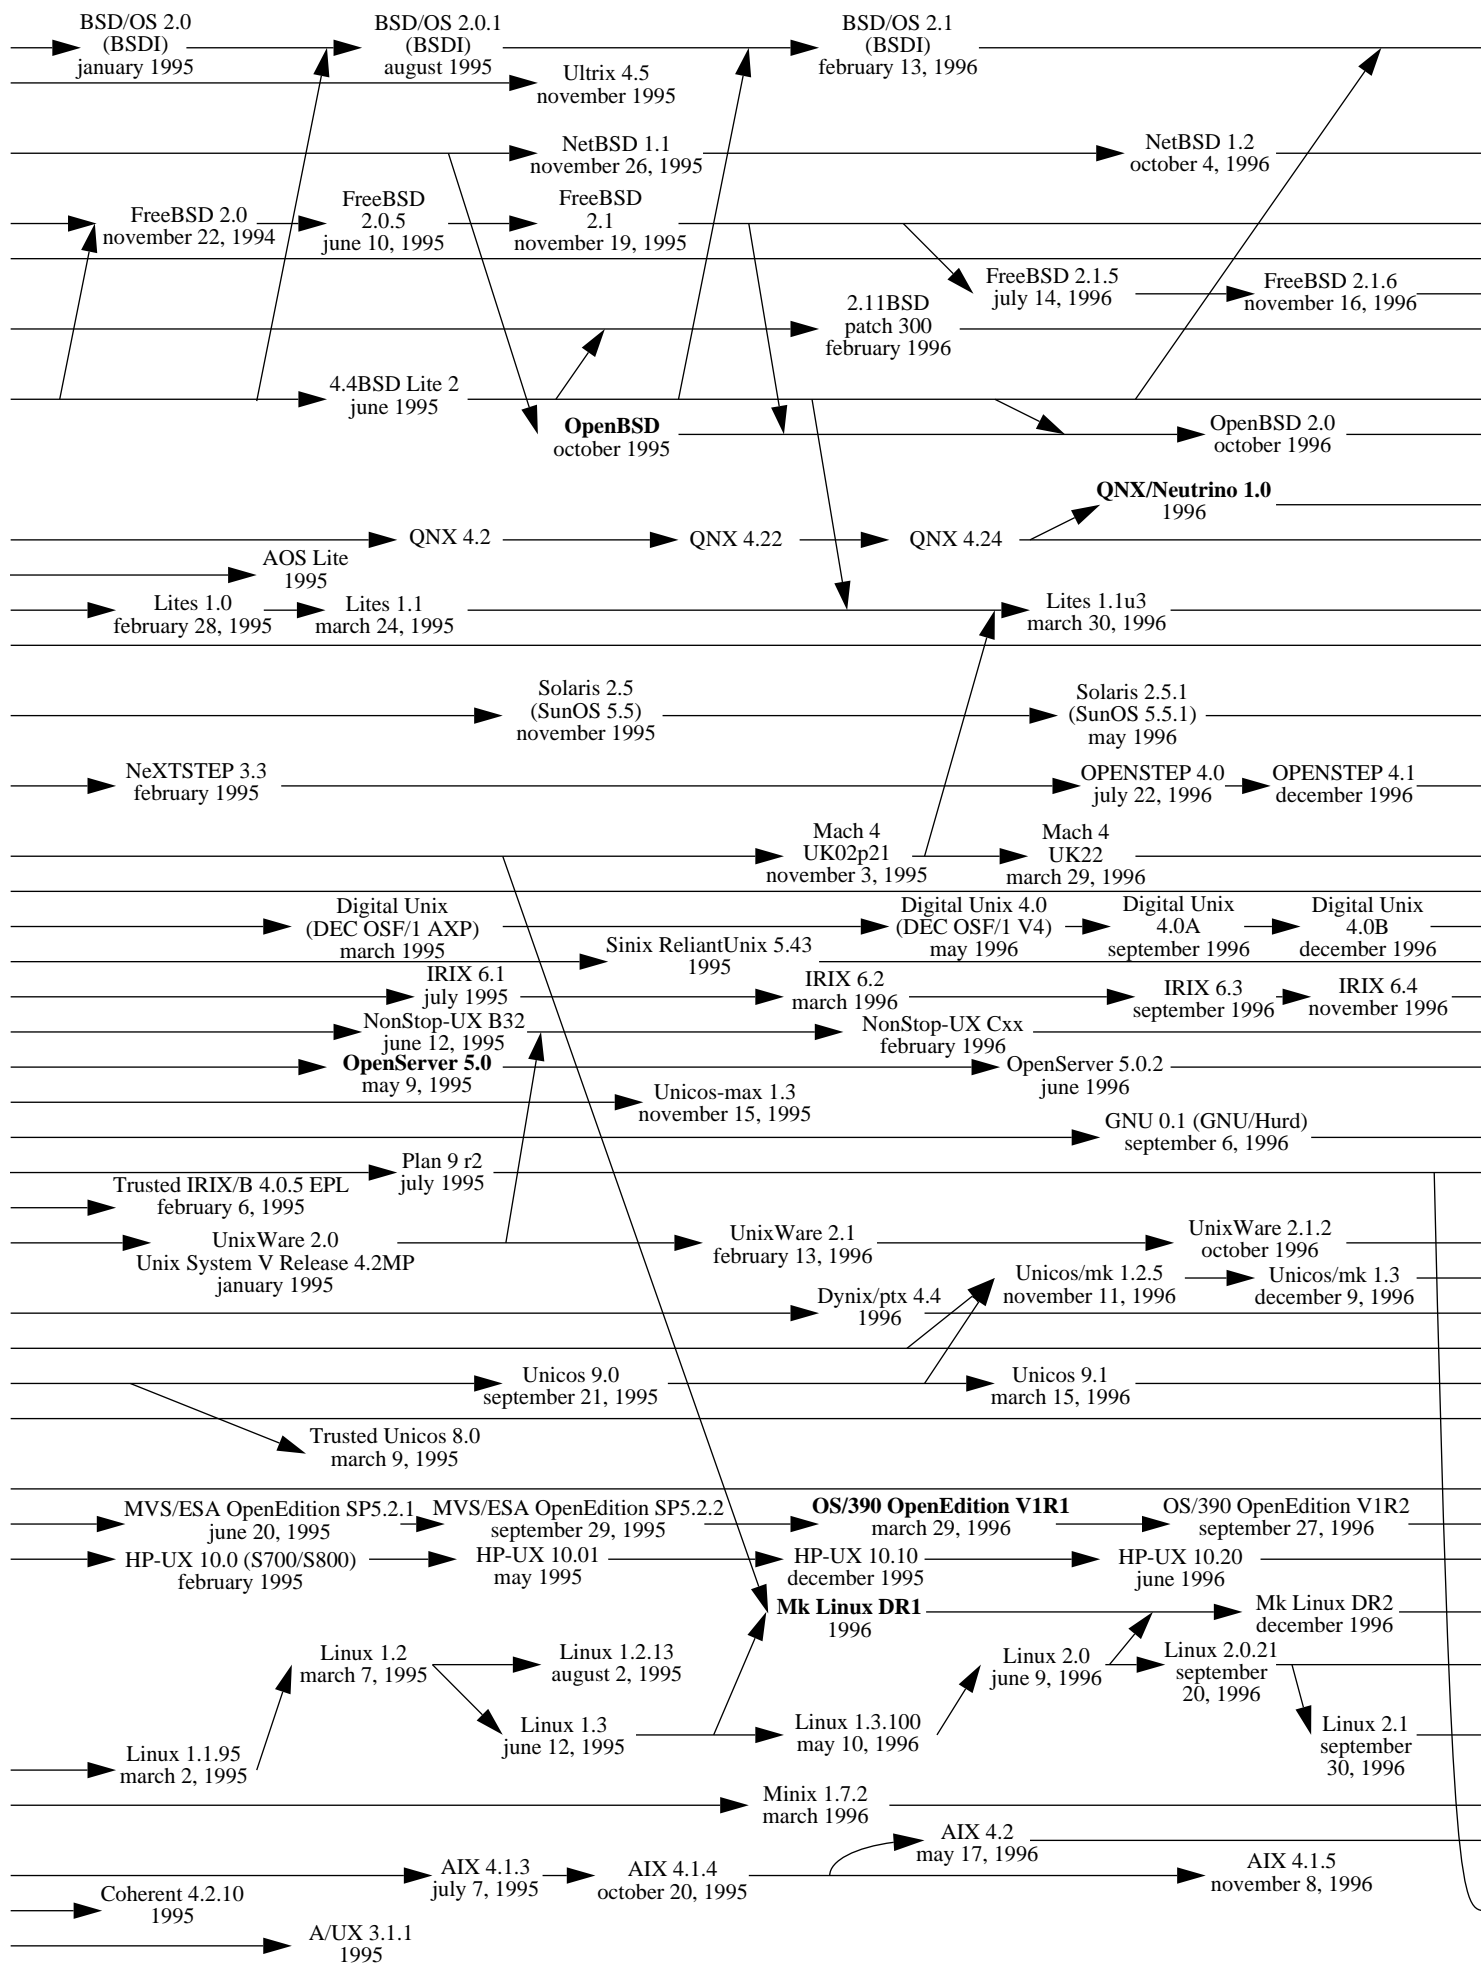 BSD/OS 2.0
(BSDI)
january 1995
BSD/OS 2.0.1
(BSDI)
august 1995
BSD/OS 2.1
(BSDI)
february 13, 1996
Ultrix 4.5
november 1995
NetBSD 1.1
november 26, 1995
NetBSD 1.2
october 4, 1996
FreeBSD 2.0
november 22, 1994
FreeBSD
2.0.5
june 10, 1995
FreeBSD
2.1
november 19, 1995
FreeBSD 2.1.5
july 14, 1996
FreeBSD 2.1.6
november 16, 1996
2.11BSD
patch 300
february 1996
4.4BSD Lite 2
june 1995
OpenBSD
october 1995
OpenBSD 2.0
october 1996
QNX/Neutrino 1.0
1996
QNX 4.2
QNX 4.22
QNX 4.24
AOS Lite
1995
Lites 1.0
february 28, 1995
Lites 1.1
march 24, 1995
Lites 1.1u3
march 30, 1996
Solaris 2.5
(SunOS 5.5)
november 1995
Solaris 2.5.1
(SunOS 5.5.1)
may 1996
NeXTSTEP 3.3
february 1995
OPENSTEP 4.0
july 22, 1996
OPENSTEP 4.1
december 1996
Mach 4
UK02p21
november 3, 1995
Mach 4
UK22
march 29, 1996
Digital Unix
(DEC OSF/1 AXP)
march 1995
Digital Unix 4.0
(DEC OSF/1 V4)
may 1996
Digital Unix
4.0A
september 1996
Digital Unix
4.0B
december 1996
Sinix ReliantUnix 5.43
1995
IRIX 6.1
july 1995
IRIX 6.2
march 1996
IRIX 6.3
september 1996
IRIX 6.4
november 1996
NonStop-UX B32
june 12, 1995
NonStop-UX Cxx
february 1996
OpenServer 5.0
may 9, 1995
OpenServer 5.0.2
june 1996
Unicos-max 1.3
november 15, 1995
GNU 0.1 (GNU/Hurd)
september 6, 1996
Plan 9 r2
july 1995
Trusted IRIX/B 4.0.5 EPL
february 6, 1995
UnixWare 2.0
Unix System V Release 4.2MP
january 1995
UnixWare 2.1
february 13, 1996
UnixWare 2.1.2
october 1996
Unicos/mk 1.2.5
november 11, 1996
Unicos/mk 1.3
december 9, 1996
Dynix/ptx 4.4
1996
Unicos 9.0
september 21, 1995
Unicos 9.1
march 15, 1996
Trusted Unicos 8.0
march 9, 1995
MVS/ESA OpenEdition SP5.2.1
june 20, 1995
MVS/ESA OpenEdition SP5.2.2
september 29, 1995
OS/390 OpenEdition V1R1
march 29, 1996
OS/390 OpenEdition V1R2
september 27, 1996
HP-UX 10.0 (S700/S800)
february 1995
HP-UX 10.01
may 1995
HP-UX 10.10
december 1995
HP-UX 10.20
june 1996
Mk Linux DR1
1996
Mk Linux DR2
december 1996
Linux 1.2
march 7, 1995
Linux 1.2.13
august 2, 1995
Linux 2.0
june 9, 1996
Linux 2.0.21
september
20, 1996
Linux 1.3
june 12, 1995
Linux 1.3.100
may 10, 1996
Linux 2.1
september
30, 1996
Linux 1.1.95
march 2, 1995
Minix 1.7.2
march 1996
AIX 4.2
may 17, 1996
AIX 4.1.3
july 7, 1995
AIX 4.1.4
october 20, 1995
AIX 4.1.5
november 8, 1996
Coherent 4.2.10
1995
A/UX 3.1.1
1995